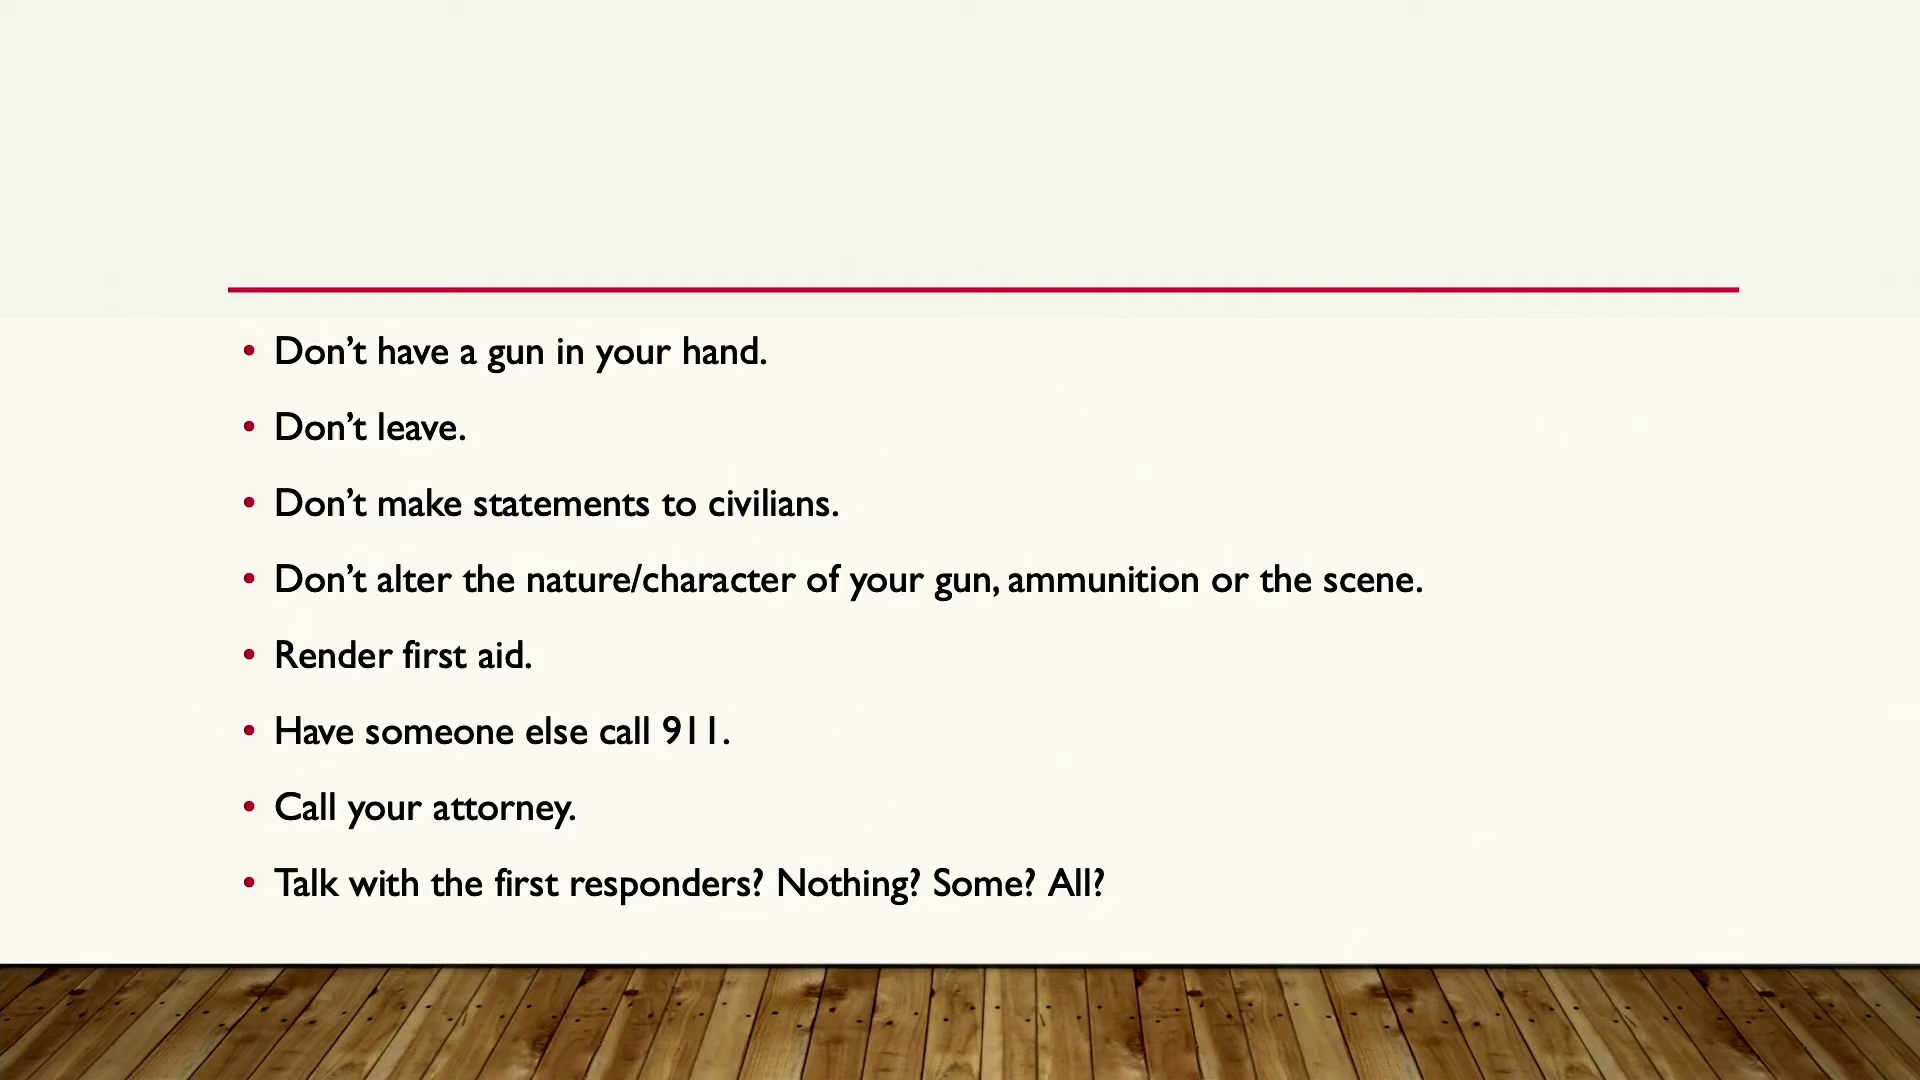 • Don’t have a gun in your hand.
• Don’t leave.
• Don’t make statements to civilians.
• Don’t alter the nature/character of your gun, ammunition or the scene.
• Render first aid.
• Have someone else call 911.
• Call your attorney.
• Talk with the first responders? Nothing? Some? All?